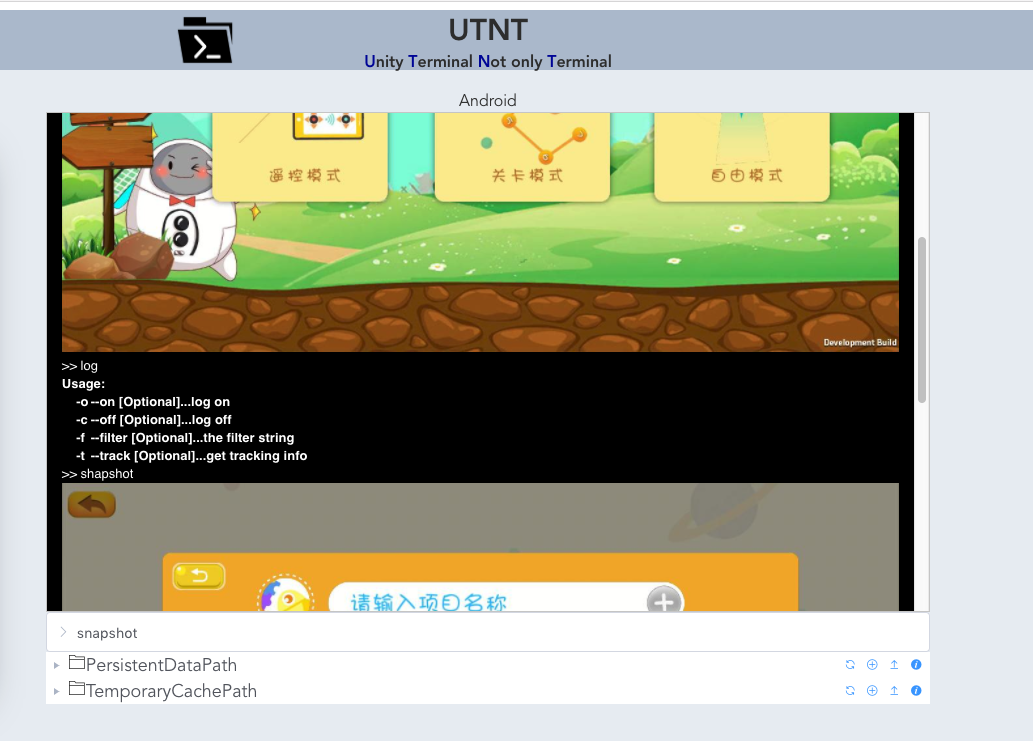 UTNT
Unity Terminal Not only Terminal
Android
遥控模式
关卡模式
自由模式
Development Build
>> log
Usage:
-o --on [Optional]...log on
-c --off [Optional]...log off
-f --filter [Optional]...the filter string
-t --track [Optional]...get tracking info
>> shapshot
请输入项目名称
snapshot
PersistentDataPath
TemporaryCachePath